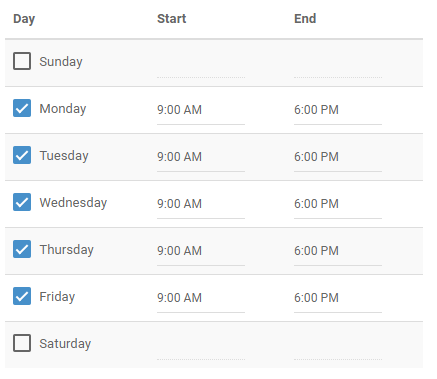 Day Start End
Sunday
Monday 9:00 AM 6:00 PM
Tuesday 9:00 AM 6:00 PM
Wednesday 9:00 AM 6:00 PM
Thursday 9:00 AM 6:00 PM
Friday 9:00 AM 6:00 PM
Saturday